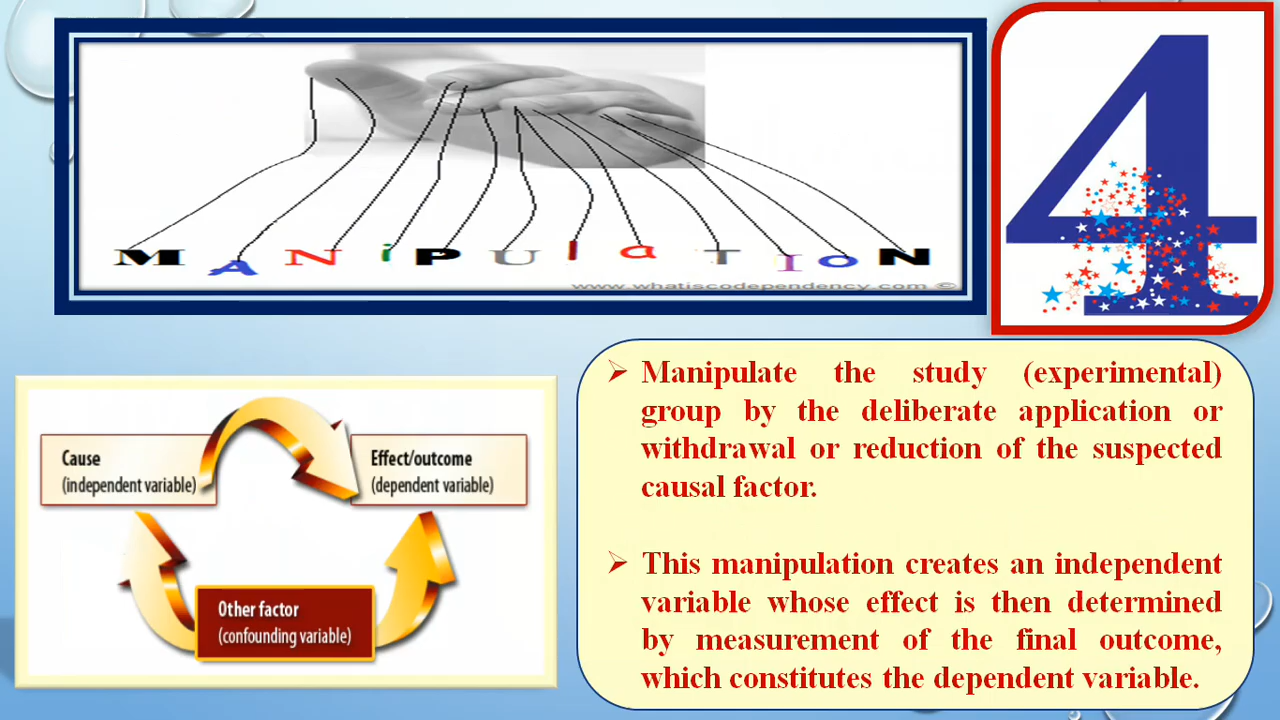 MANiPUlaTIoN
www.whatiscodependency.com ©
4
➢ Manipulate the study (experimental)
group by the deliberate application or
withdrawal or reduction of the suspected
causal factor.
➢ This manipulation creates an independent
variable whose effect is then determined
by measurement of the final outcome,
which constitutes the dependent variable.
Cause
(independent variable)
Effect/outcome
(dependent variable)
Other factor
(confounding variable)